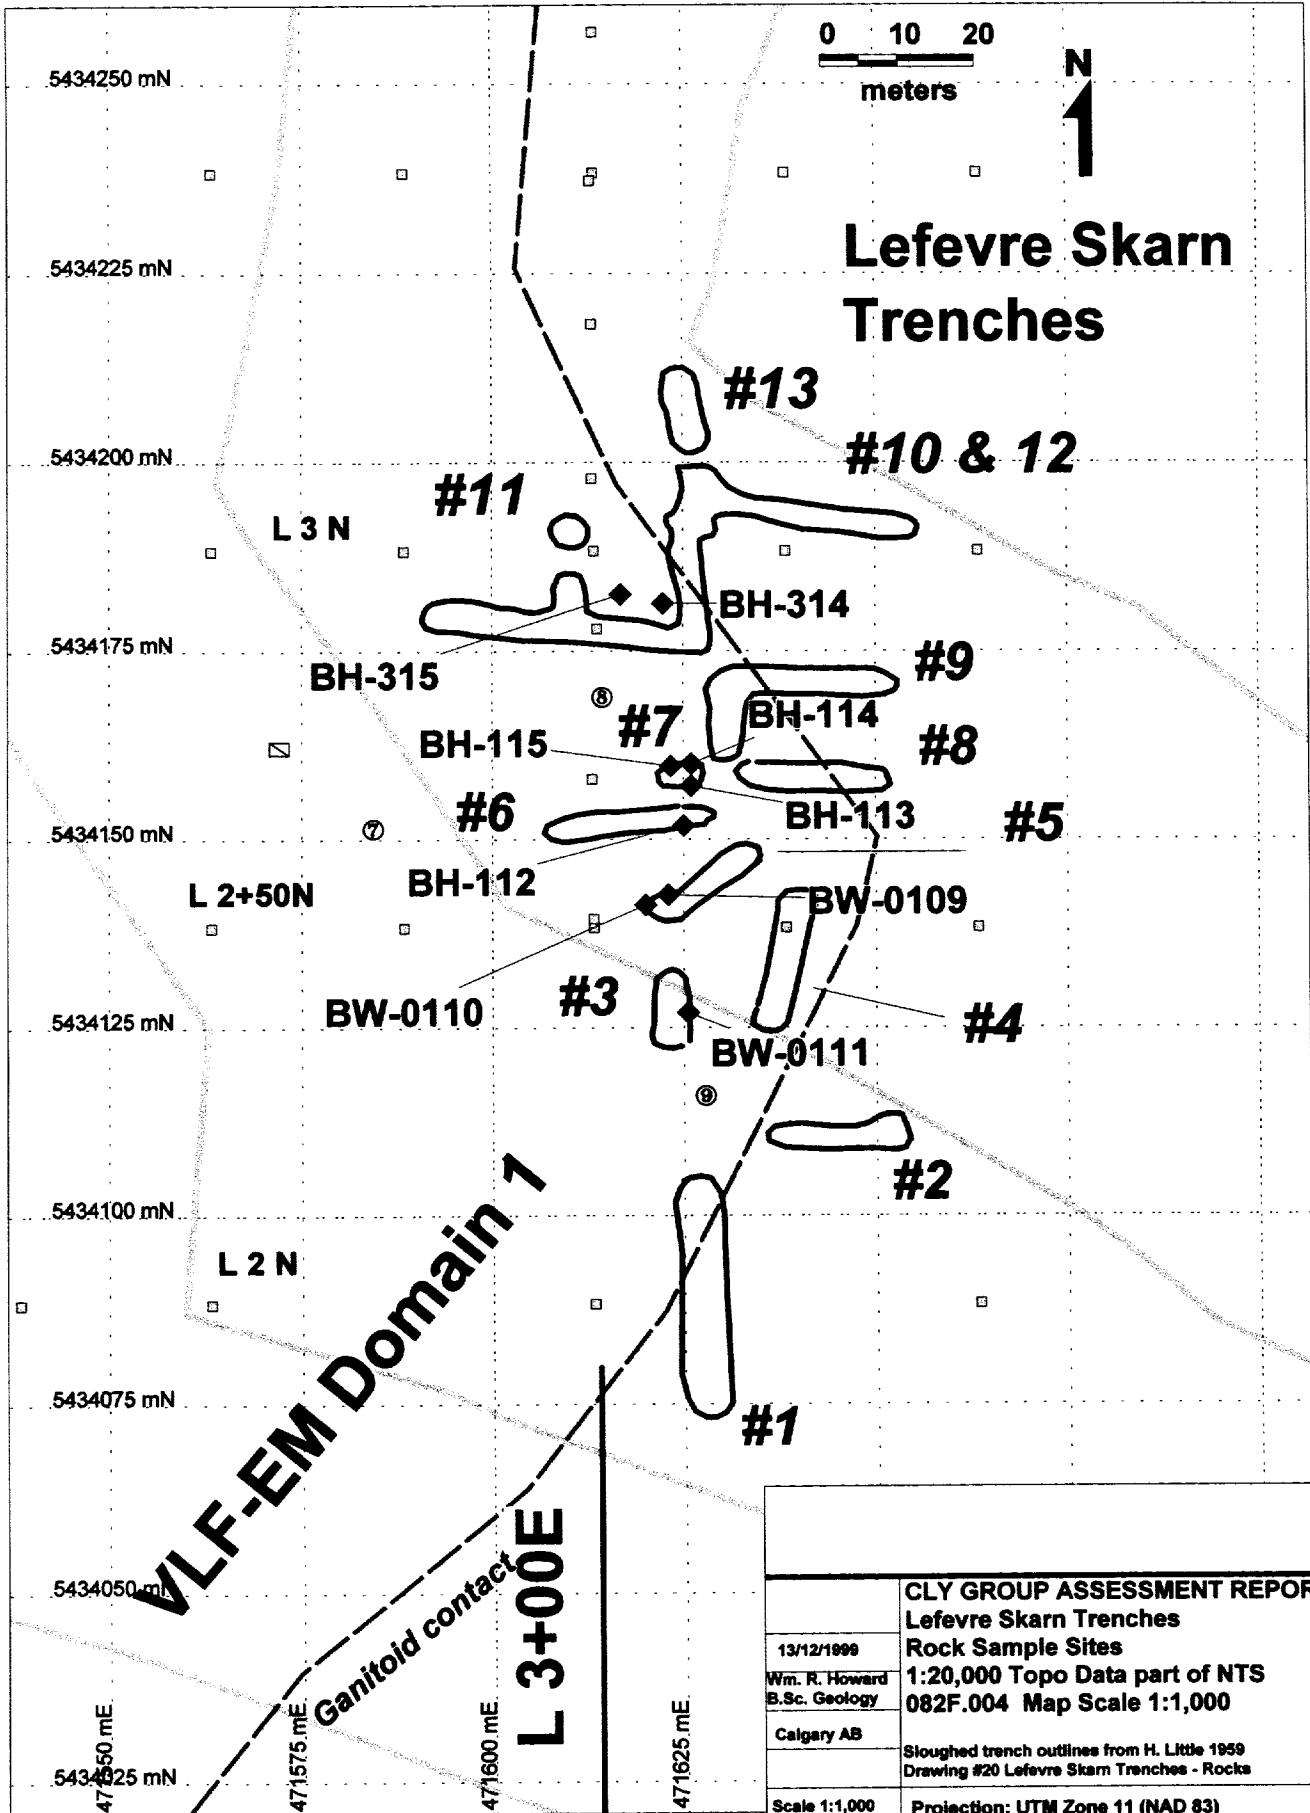 0 10 20
meters
N
5434250 mN
Lefevre Skarn
Trenches
5434225 mN
#13
#10 & 12
5434200 mN
#11
L 3 N
BH-314
5434175 mN
BH-315
#9
8
#7
BH-114
BH-115
#8
#6
BH-113
#5
7
5434150 mN
BH-112
L 2+50N
BW-0109
BW-0110
#3
#4
5434125 mN
BW-0111
9
#2
5434100 mN
L 2 N
VLF-EM Domain 1
5434075 mN
#1
5434050 mN
Ganitoid contact
L 3+00E
5434025 mN
471550 mE
471575 mE
471600 mE
471625 mE
CLY GROUP ASSESSMENT REPOR
Lefevre Skarn Trenches
13/12/1999
Rock Sample Sites
Wm. R. Howard
B.Sc. Geology
1:20,000 Topo Data part of NTS
082F.004 Map Scale 1:1,000
Calgary AB
Sloughed trench outlines from H. Little 1959
Drawing #20 Lefevre Skarn Trenches - Rocks
Scale 1:1,000
Projection: UTM Zone 11 (NAD 83)